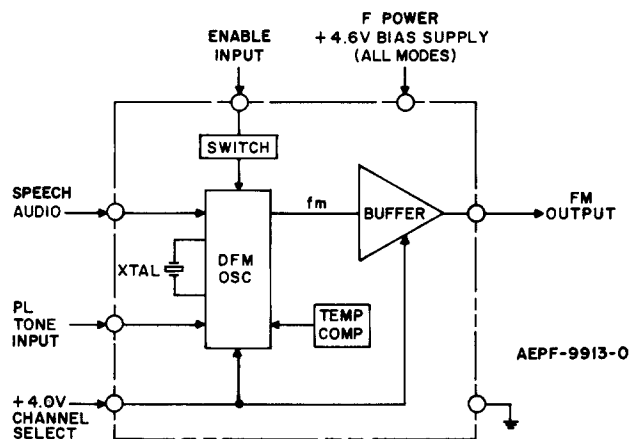 F POWER
+4.6V BIAS SUPPLY
(ALL MODES)
ENABLE
INPUT
SWITCH
SPEECH
AUDIO
fm
BUFFER
FM
OUTPUT
DFM
OSC
XTAL
PL
TONE
INPUT
TEMP
COMP
AEPF-9913-O
+4.0V
CHANNEL
SELECT